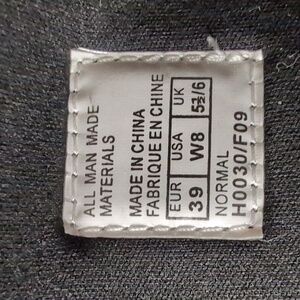 ALL MAN MADE
MATERIALS
MADE IN CHINA
FABRIQUE EN CHINE
EUR USA UK
39 W8 5½/6
NORMAL
H0030/F09